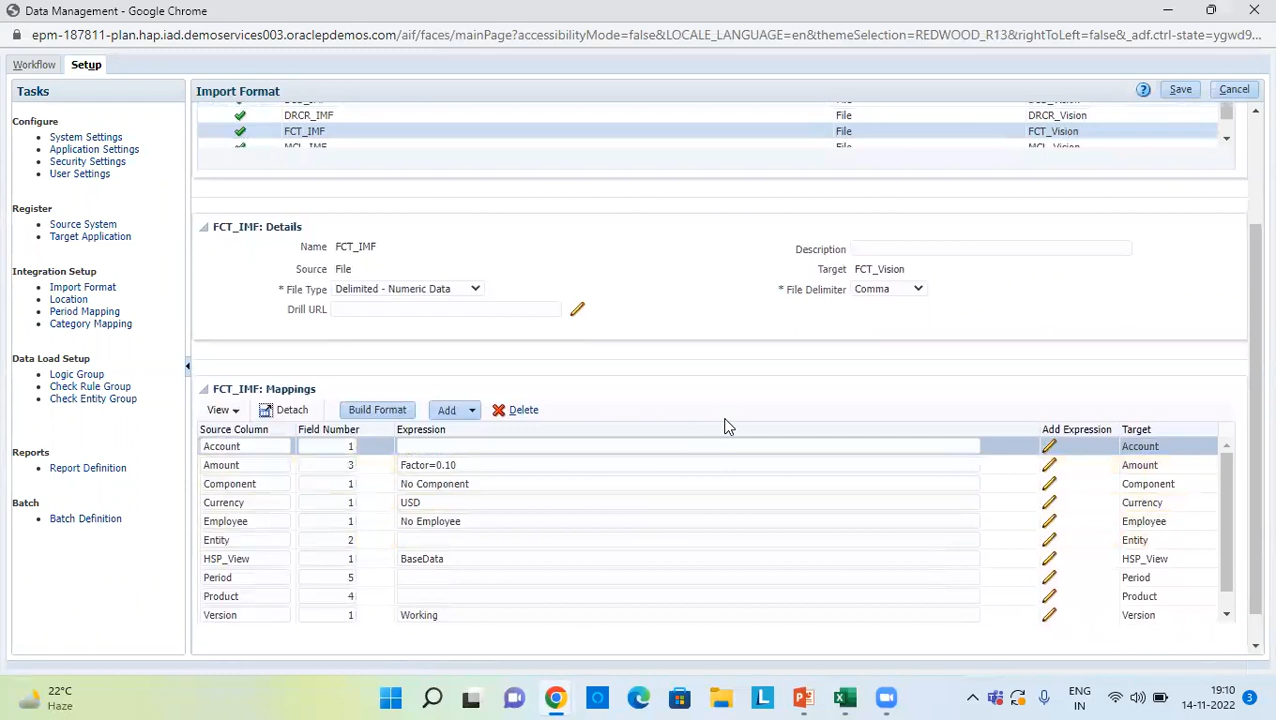 Data Management - Google Chrome
epm-187811-plan.hap.iad.demoservices003.oraclepdemos.com/aif/faces/mainPage?accessibilityMode=false&LOCALE_LANGUAGE=en&themeSelection=REDWOOD_R13&rightToLeft=false&_adf.ctrl-state=ygwd9...
Workflow Setup
Tasks
Configure
System Settings
Application Settings
Security Settings
User Settings
Register
Source System
Target Application
Integration Setup
Import Format
Location
Period Mapping
Category Mapping
Data Load Setup
Logic Group
Check Rule Group
Check Entity Group
Reports
Report Definition
Batch
Batch Definition
Import Format Save Cancel
DRCR_IMF File DRCR_Vision
FCT_IMF File FCT_Vision
MCL_IMF File MCL_Vision
FCT_IMF: Details
Name FCT_IMF Description
Source File Target FCT_Vision
* File Type Delimited - Numeric Data * File Delimiter Comma
Drill URL
FCT_IMF: Mappings
View Detach Build Format Add Delete
Source Column Field Number Expression Add Expression Target
Account 1 Account
Amount 3 Factor=0.10 Amount
Component 1 No Component Component
Currency 1 USD Currency
Employee 1 No Employee Employee
Entity 2 Entity
HSP_View 1 BaseData HSP_View
Period 5 Period
Product 4 Product
Version 1 Working Version
22°C
Haze
ENG
IN
19:10
14-11-2022
3